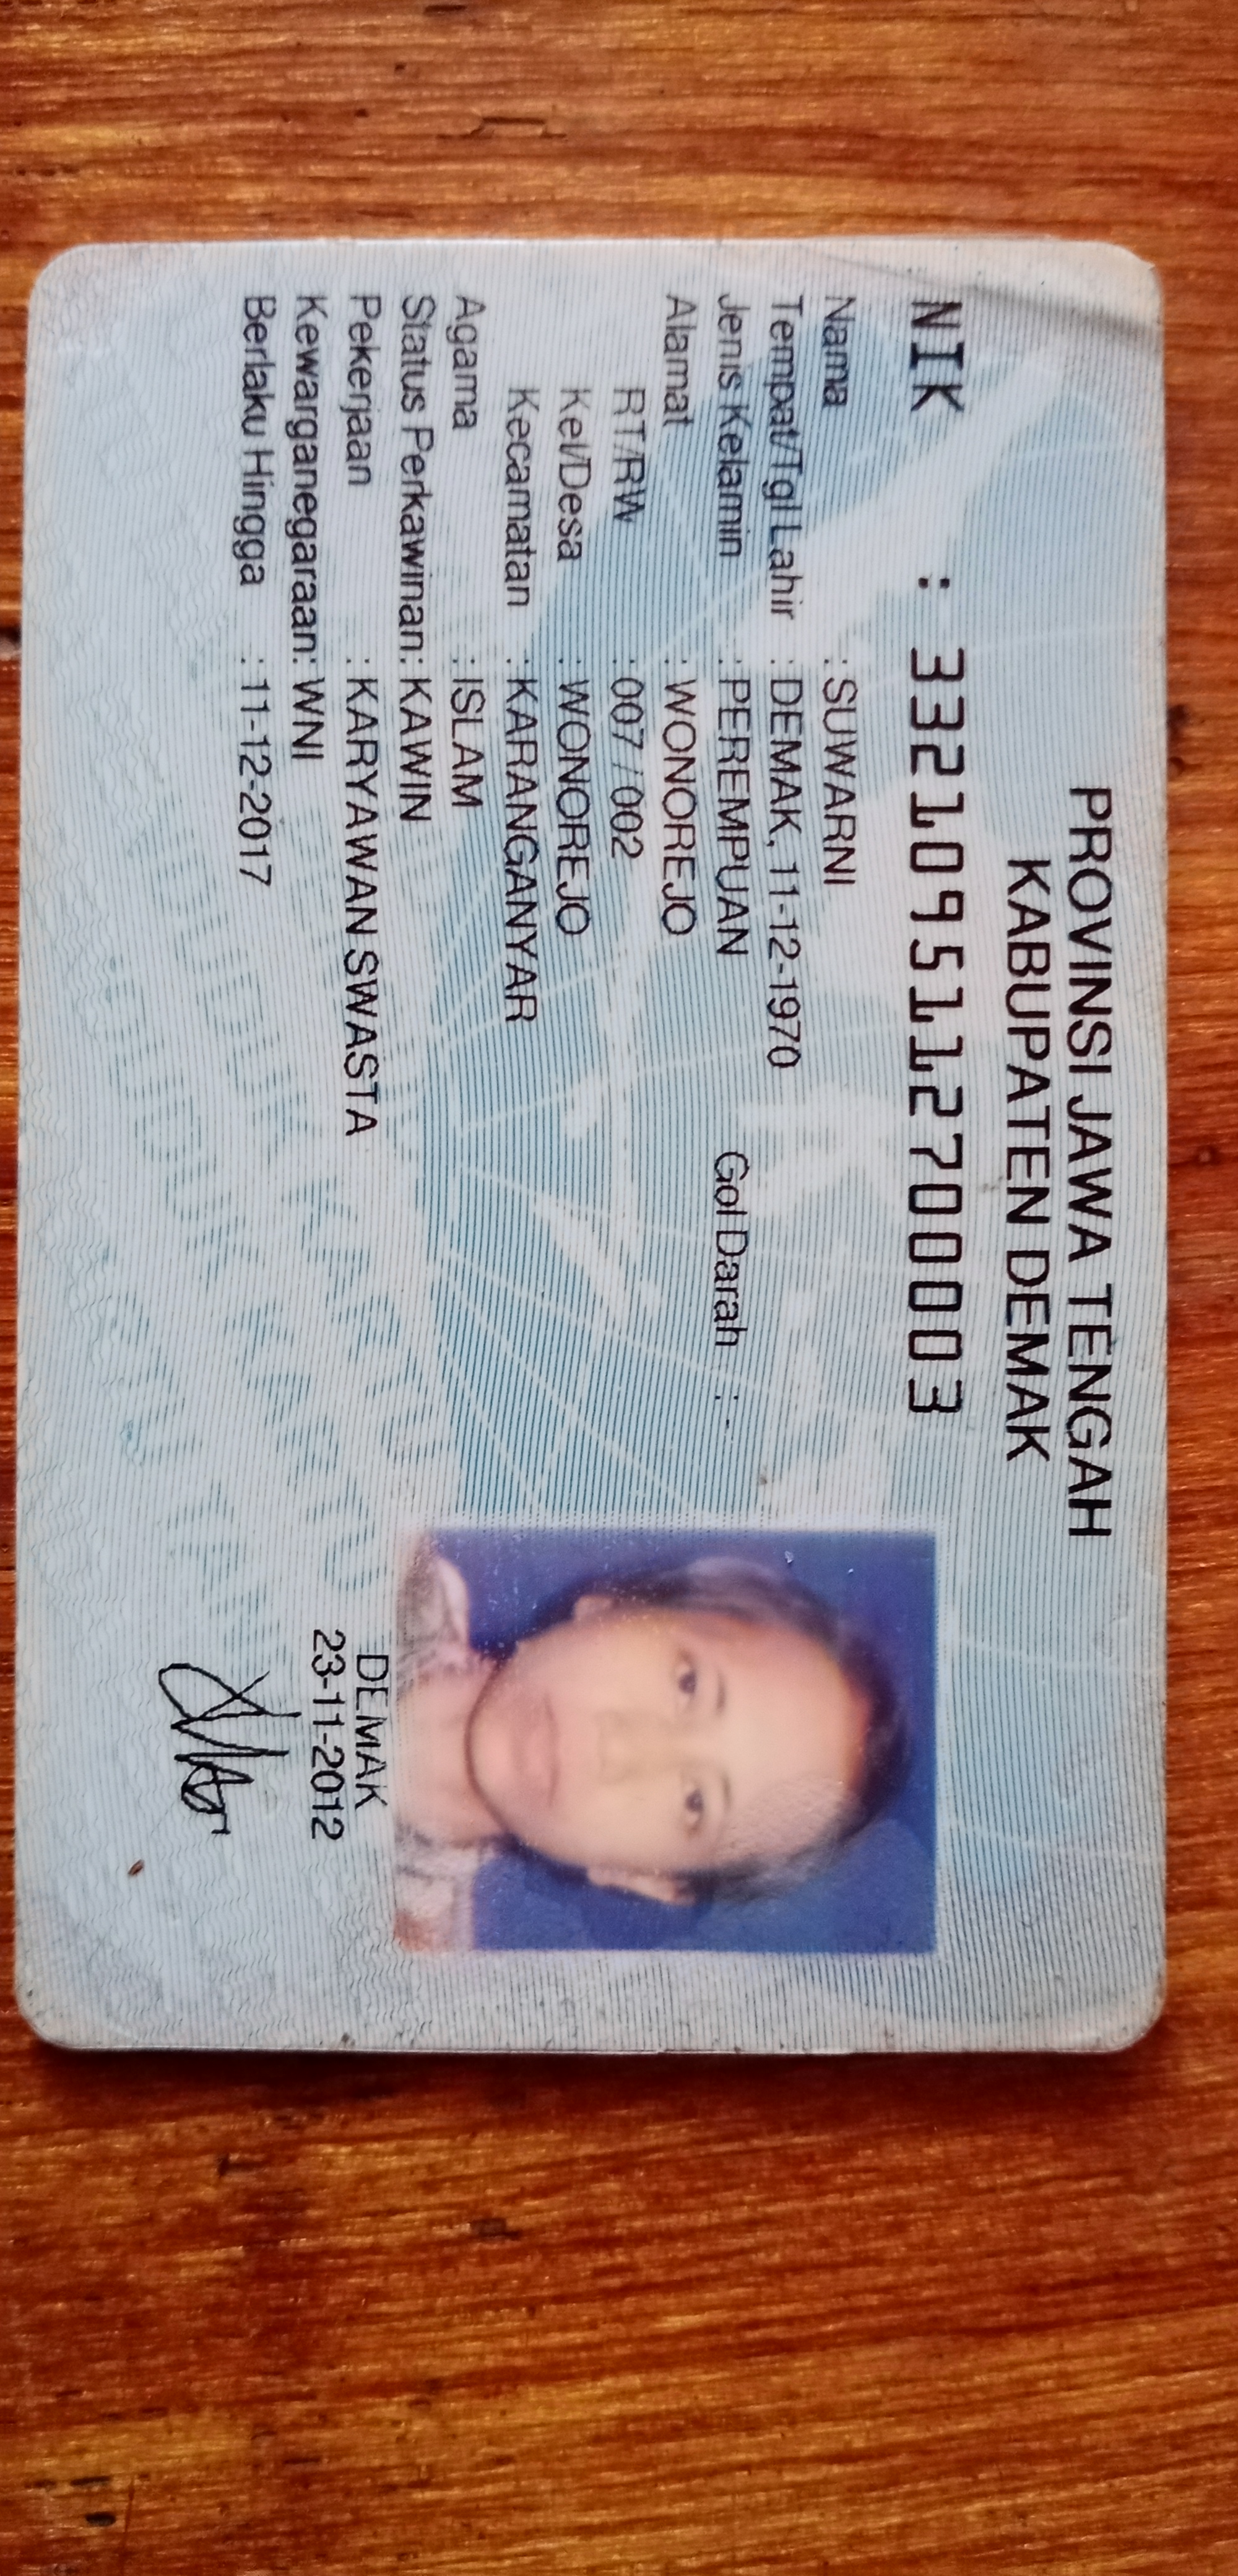 PROVINSI JAWA TENGAH
KABUPATEN DEMAK
NIK : 3321095112700003
Nama : SUWARNI
Tempat/Tgl Lahir : DEMAK, 11-12-1970
Jenis Kelamin : PEREMPUAN Gol Darah : -
Alamat : WONOREJO
RT/RW : 007 / 002
Kel/Desa : WONOREJO
Kecamatan : KARANGANYAR
Agama : ISLAM
Status Perkawinan: KAWIN
Pekerjaan : KARYAWAN SWASTA
Kewarganegaraan: WNI
Berlaku Hingga : 11-12-2017
DEMAK
23-11-2012